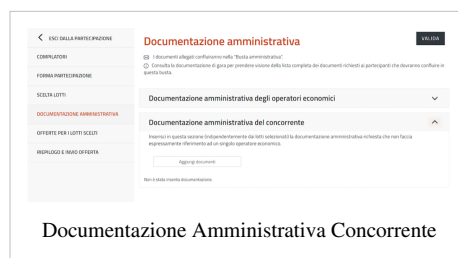 ESCI DALLA PARTECIPAZIONE
COMPILATORI
FORMA PARTECIPAZIONE
SCELTA LOTTI
DOCUMENTAZIONE AMMINISTRATIVA
OFFERTE PER I LOTTI SCELTI
RIEPILOGO E INVIO OFFERTA
Documentazione amministrativa
VALIDA
I documenti allegati confluiranno nella "Busta amministrativa".
Consulta la documentazione di gara per prendere visione della lista completa dei documenti richiesti ai partecipanti che dovranno confluire in
questa busta.
Documentazione amministrativa degli operatori economici
Documentazione amministrativa del concorrente
Inserisci in questa sezione (indipendentemente dai lotti selezionati) la documentazione amministrativa richiesta che non faccia
espressamente riferimento ad un singolo operatore economico.
Aggiungi documenti
Non è stata inserita documentazione.
Documentazione Amministrativa Concorrente